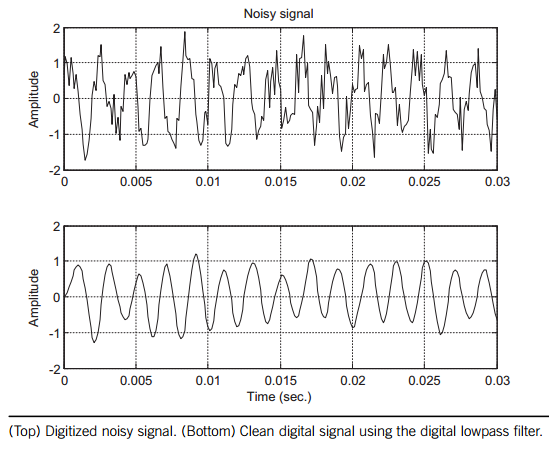 Noisy signal
Amplitude
2
1
0
-1
-2
0 0.005 0.01 0.015 0.02 0.025 0.03
Amplitude
2
1
0
-1
-2
0 0.005 0.01 0.015 0.02 0.025 0.03
Time (sec.)
(Top) Digitized noisy signal. (Bottom) Clean digital signal using the digital lowpass filter.